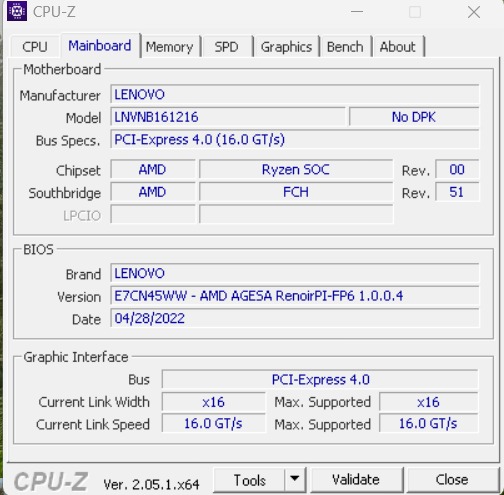 CPU-Z
CPU Mainboard Memory SPD Graphics Bench About
Motherboard
Manufacturer LENOVO
Model LNVNB161216 No DPK
Bus Specs. PCI-Express 4.0 (16.0 GT/s)
Chipset AMD Ryzen SOC Rev. 00
Southbridge AMD FCH Rev. 51
LPCIO
BIOS
Brand LENOVO
Version E7CN45WW - AMD AGESA RenoirPI-FP6 1.0.0.4
Date 04/28/2022
Graphic Interface
Bus PCI-Express 4.0
Current Link Width x16 Max. Supported x16
Current Link Speed 16.0 GT/s Max. Supported 16.0 GT/s
CPU-Z Ver. 2.05.1.x64 Tools Validate Close